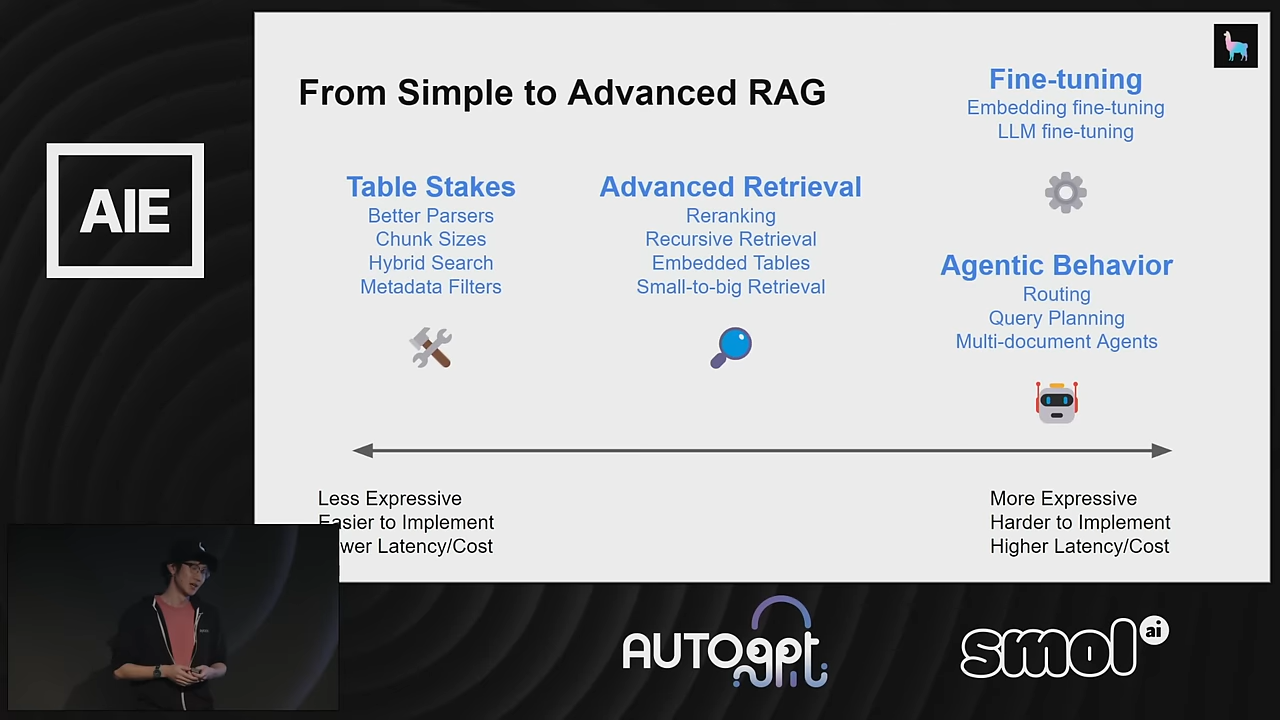 From Simple to Advanced RAG
AIE
Table Stakes
Better Parsers
Chunk Sizes
Hybrid Search
Metadata Filters
Advanced Retrieval
Reranking
Recursive Retrieval
Embedded Tables
Small-to-big Retrieval
Fine-tuning
Embedding fine-tuning
LLM fine-tuning
Agentic Behavior
Routing
Query Planning
Multi-document Agents
Less Expressive
Easier to Implement
wer Latency/Cost
More Expressive
Harder to Implement
Higher Latency/Cost
AUTOgpt
smol ai